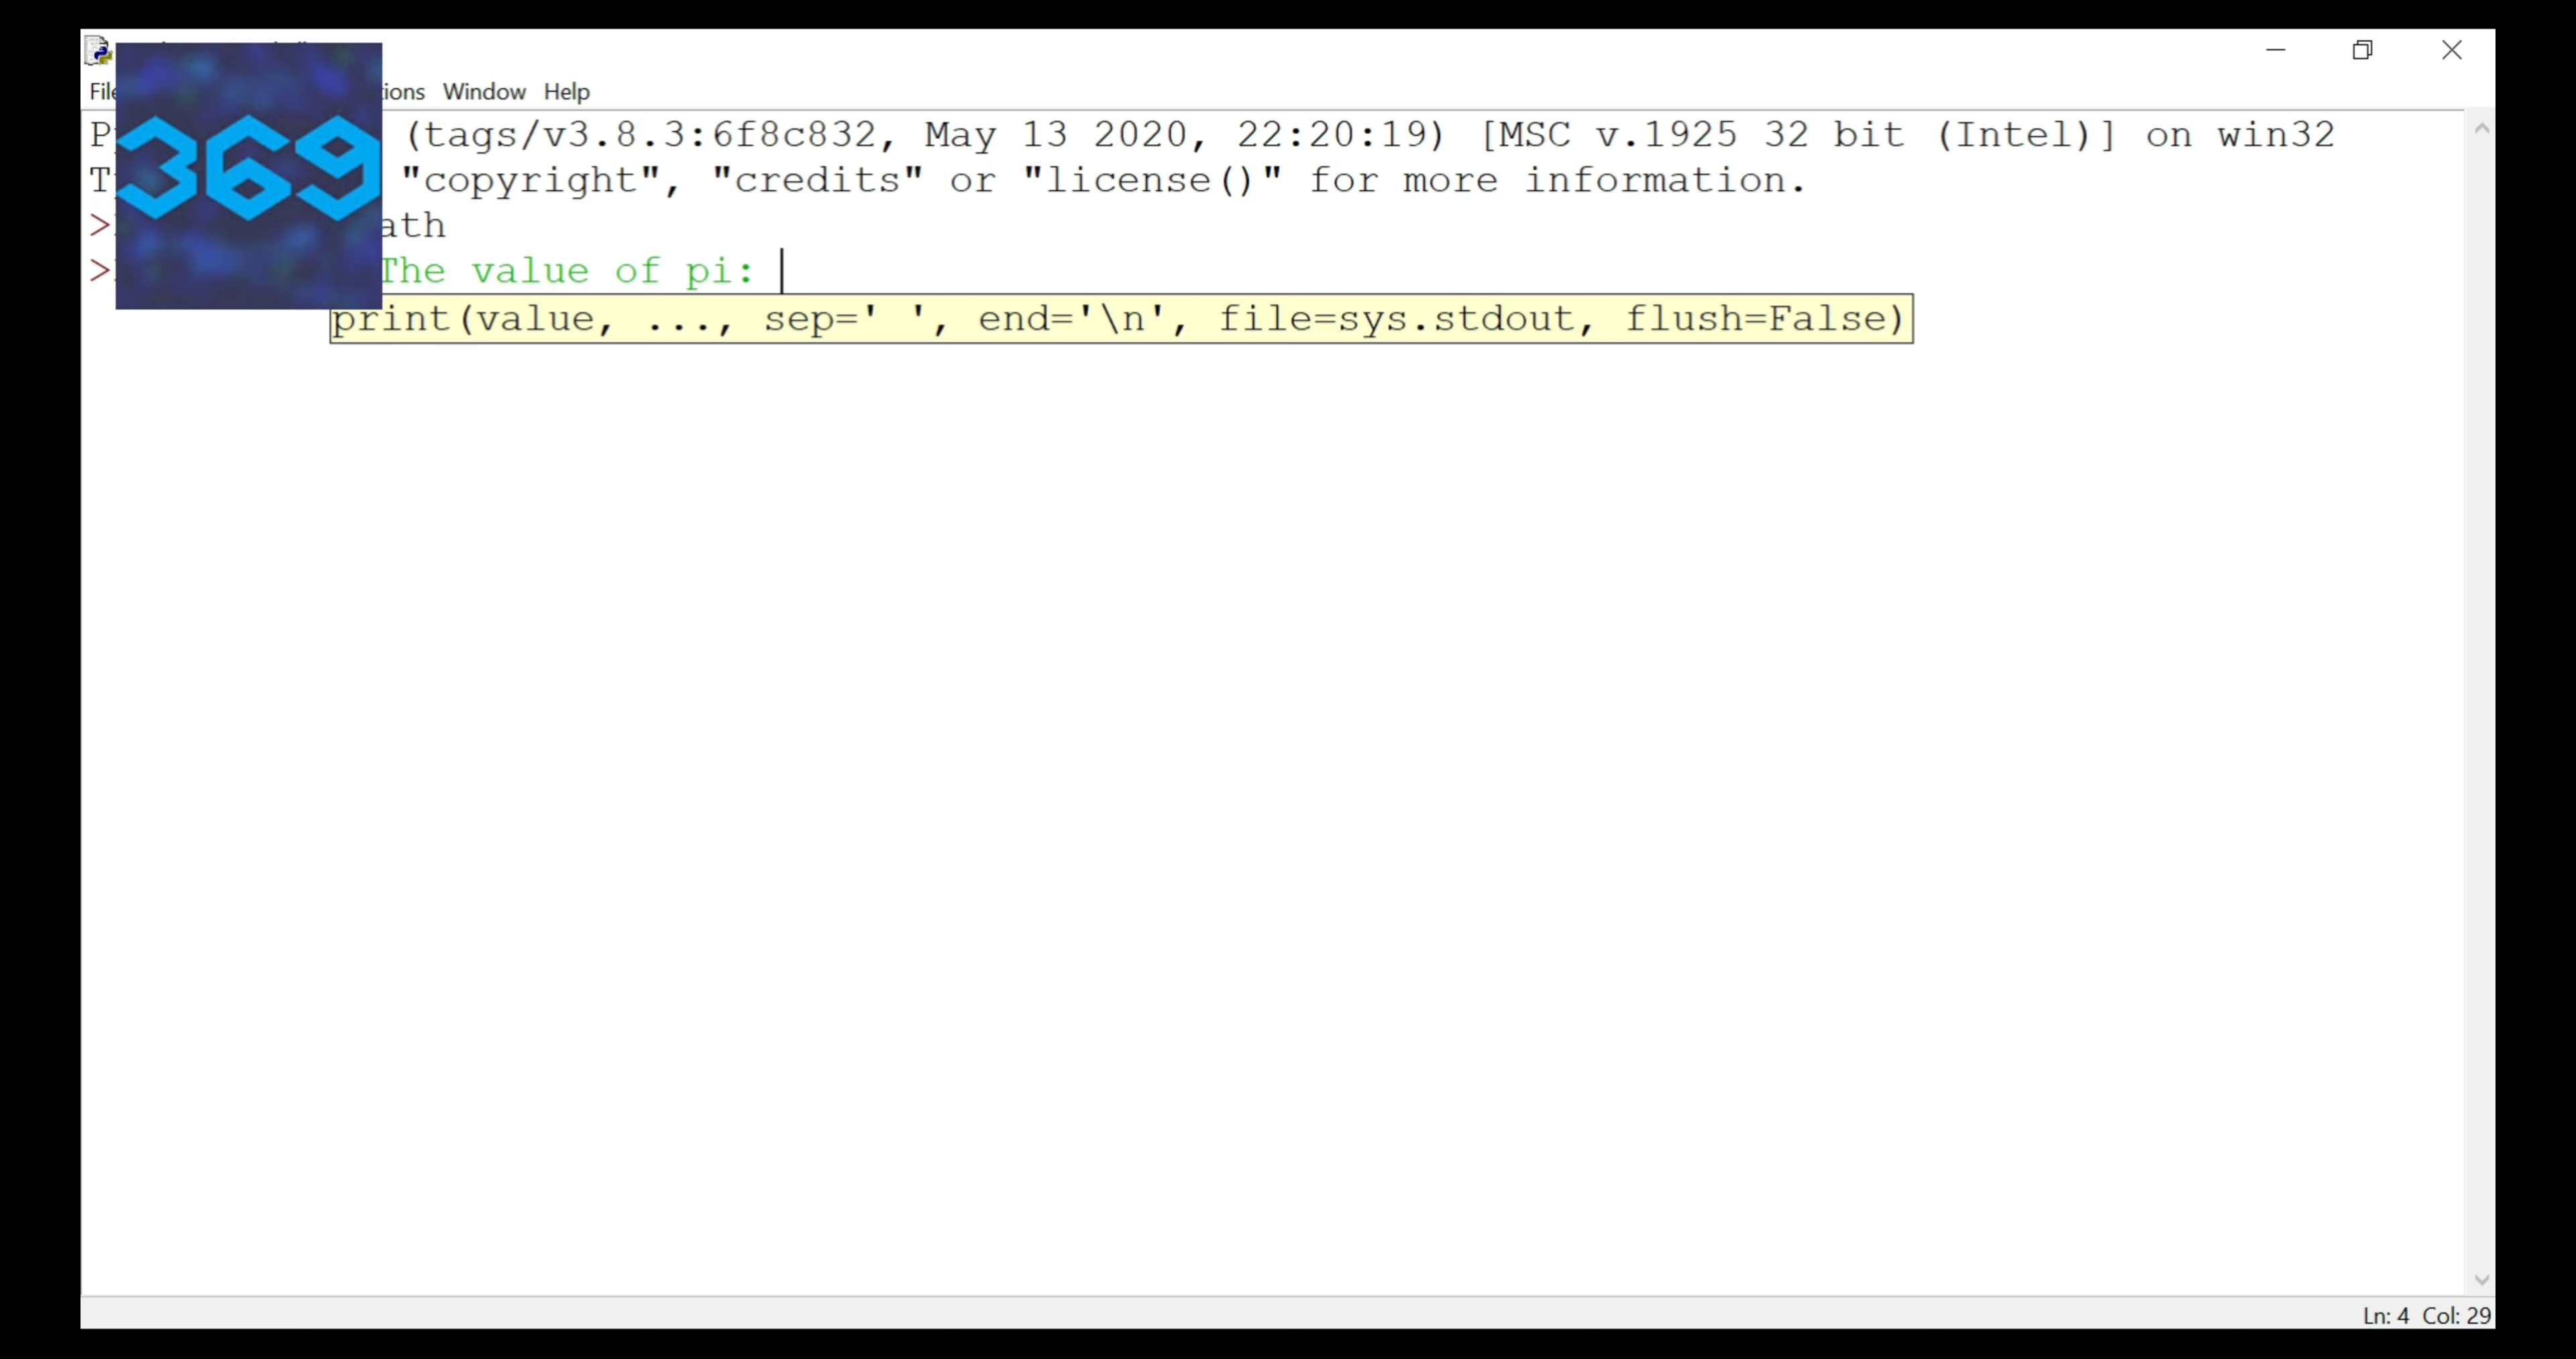 File Options Window Help
(tags/v3.8.3:6f8c832, May 13 2020, 22:20:19) [MSC v.1925 32 bit (Intel)] on win32
"copyright", "credits" or "license()" for more information.
369
>ath
>The value of pi:
print(value, ..., sep=' ', end='\n', file=sys.stdout, flush=False)
Ln: 4 Col: 29